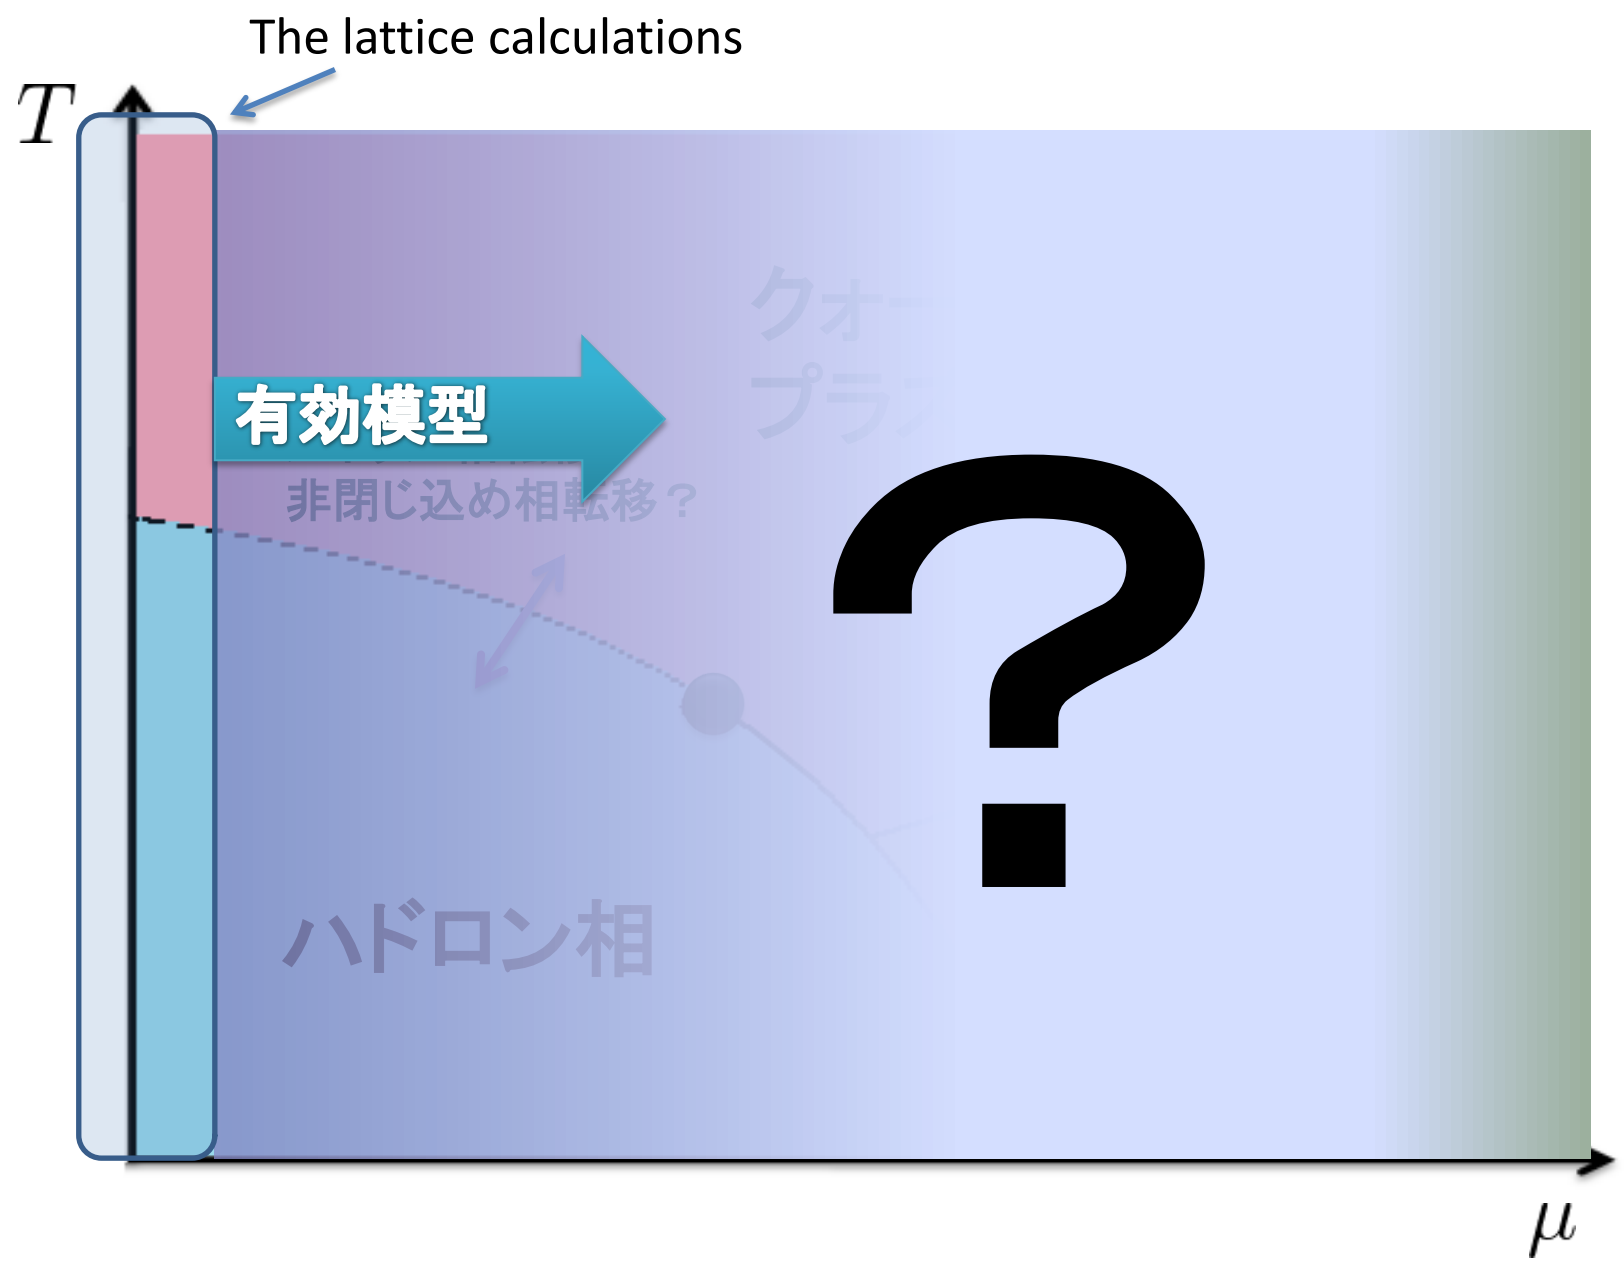 The lattice calculations
T
クォー
プラ
有効模型
非閉じ込め相転移？
?
ハドロン相
μ